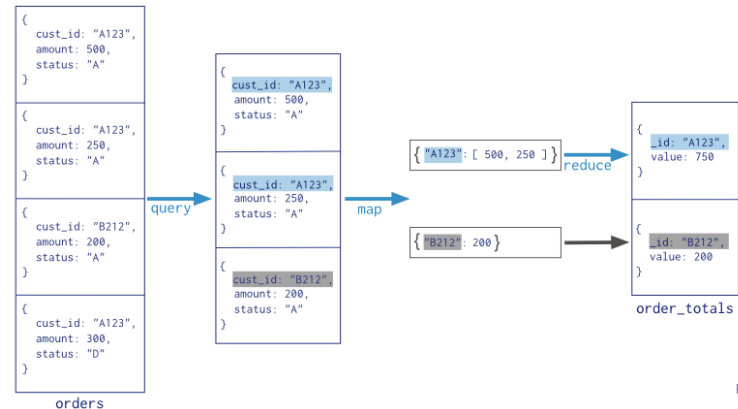 {
cust_id: "A123",
amount: 500,
status: "A"
}
{
cust_id: "A123",
amount: 250,
status: "A"
}
{
cust_id: "B212",
amount: 200,
status: "A"
}
{
cust_id: "A123",
amount: 300,
status: "D"
}
orders
query
{
cust_id: "A123",
amount: 500,
status: "A"
}
{
cust_id: "A123",
amount: 250,
status: "A"
}
{
cust_id: "B212",
amount: 200,
status: "A"
}
map
{ "A123": [ 500, 250 ] }
{ "B212": 200 }
reduce
{
_id: "A123",
value: 750
}
{
_id: "B212",
value: 200
}
order_totals